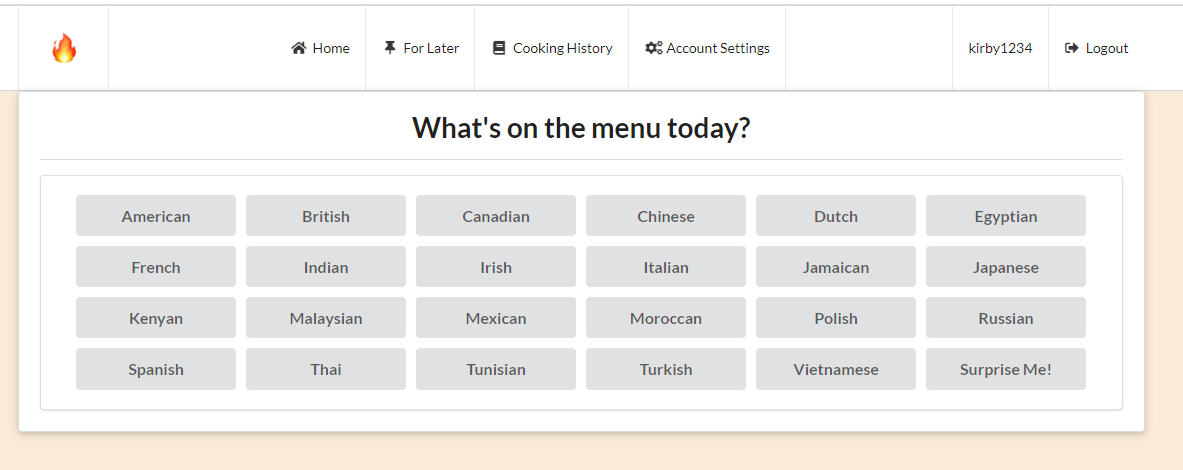 Home For Later Cooking History Account Settings kirby1234 Logout
What's on the menu today?
American British Canadian Chinese Dutch Egyptian
French Indian Irish Italian Jamaican Japanese
Kenyan Malaysian Mexican Moroccan Polish Russian
Spanish Thai Tunisian Turkish Vietnamese Surprise Me!